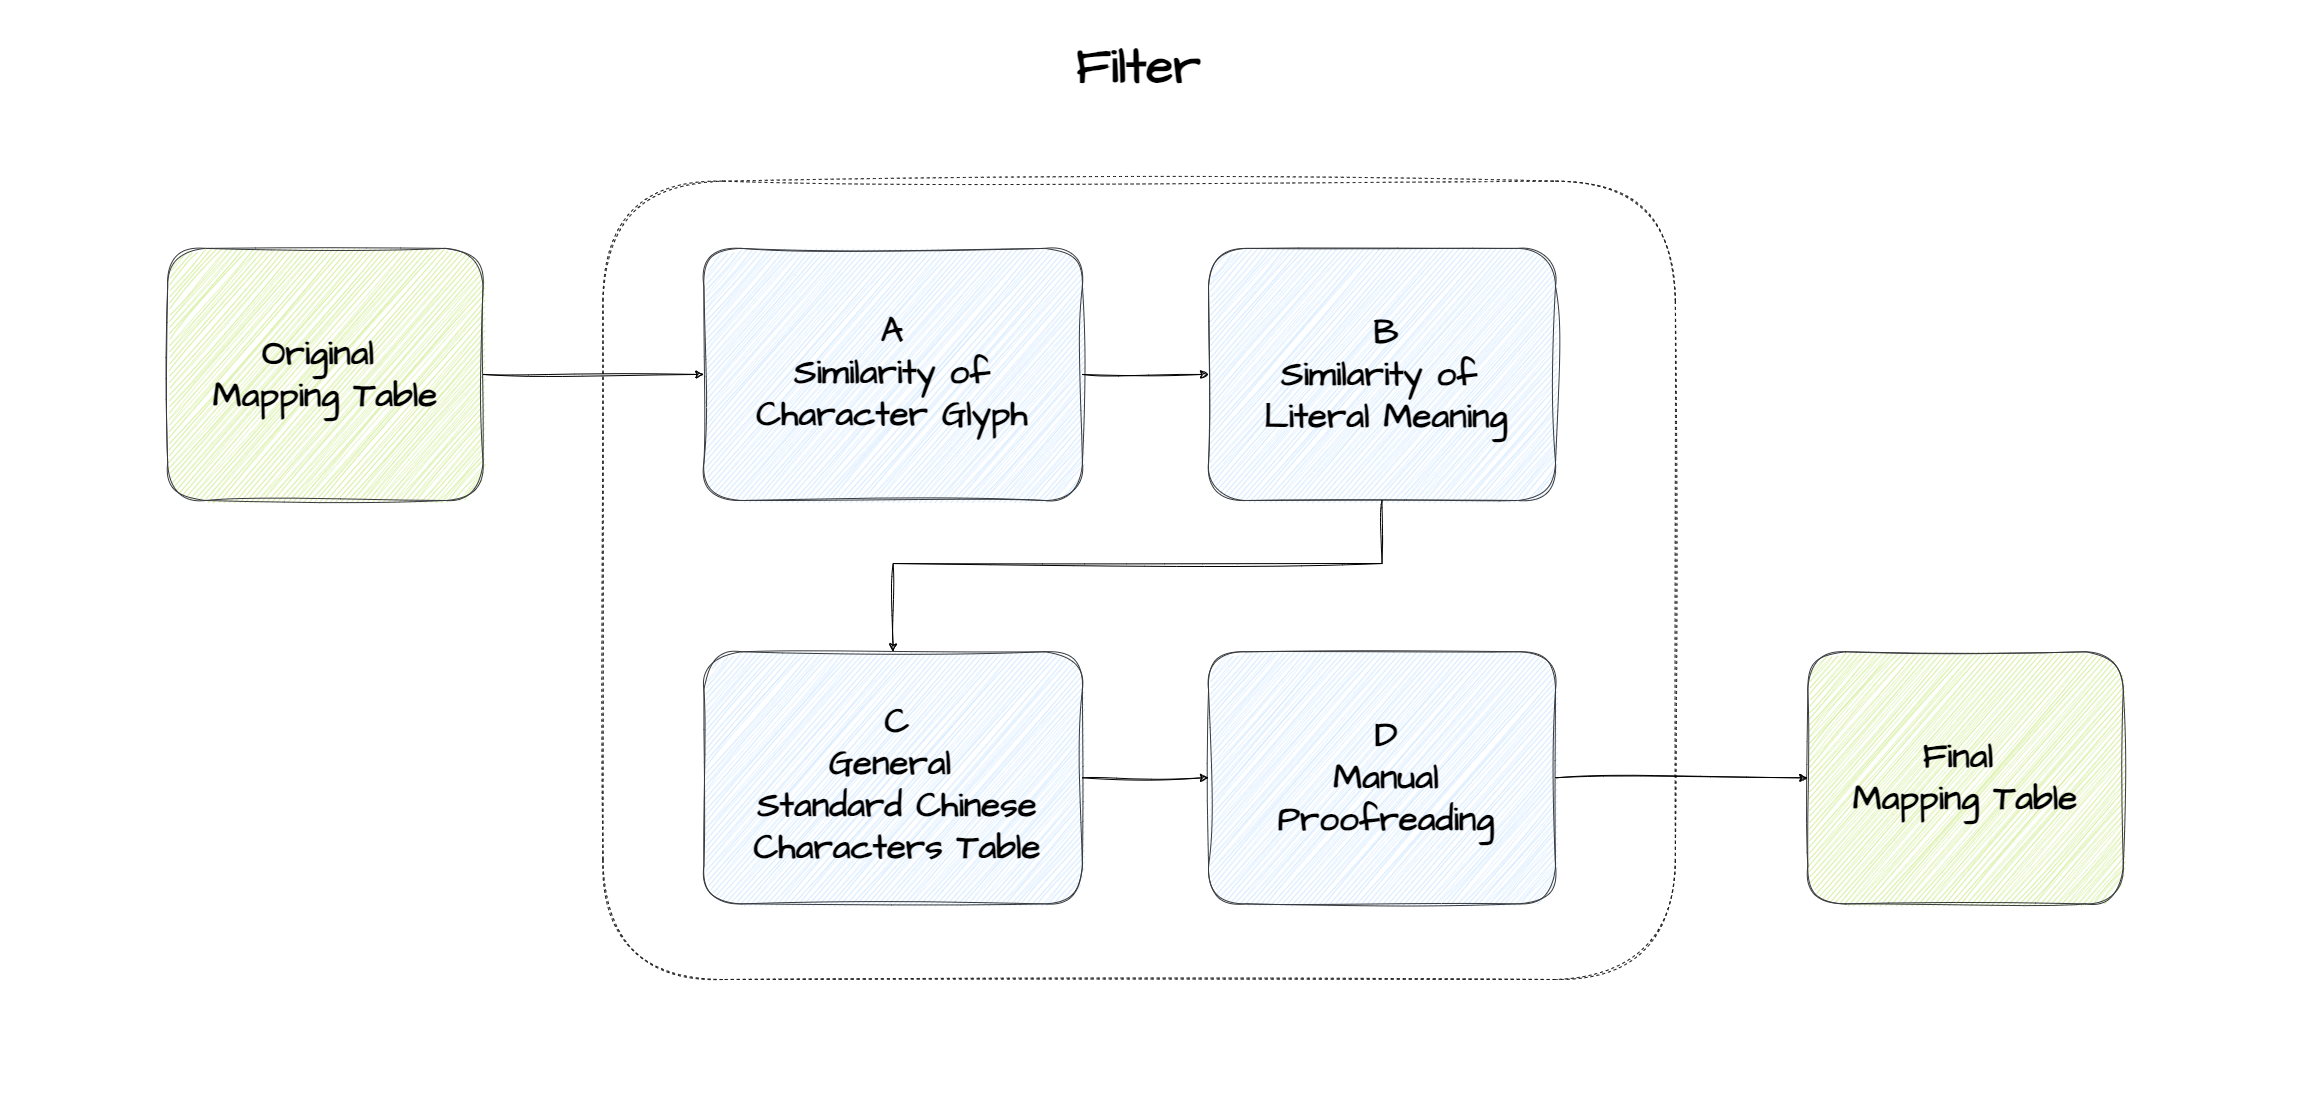 Filter
Original
Mapping Table
A
Similarity of
Character Glyph
B
Similarity of
Literal Meaning
C
General
Standard Chinese
Characters Table
D
Manual
Proofreading
Final
Mapping Table